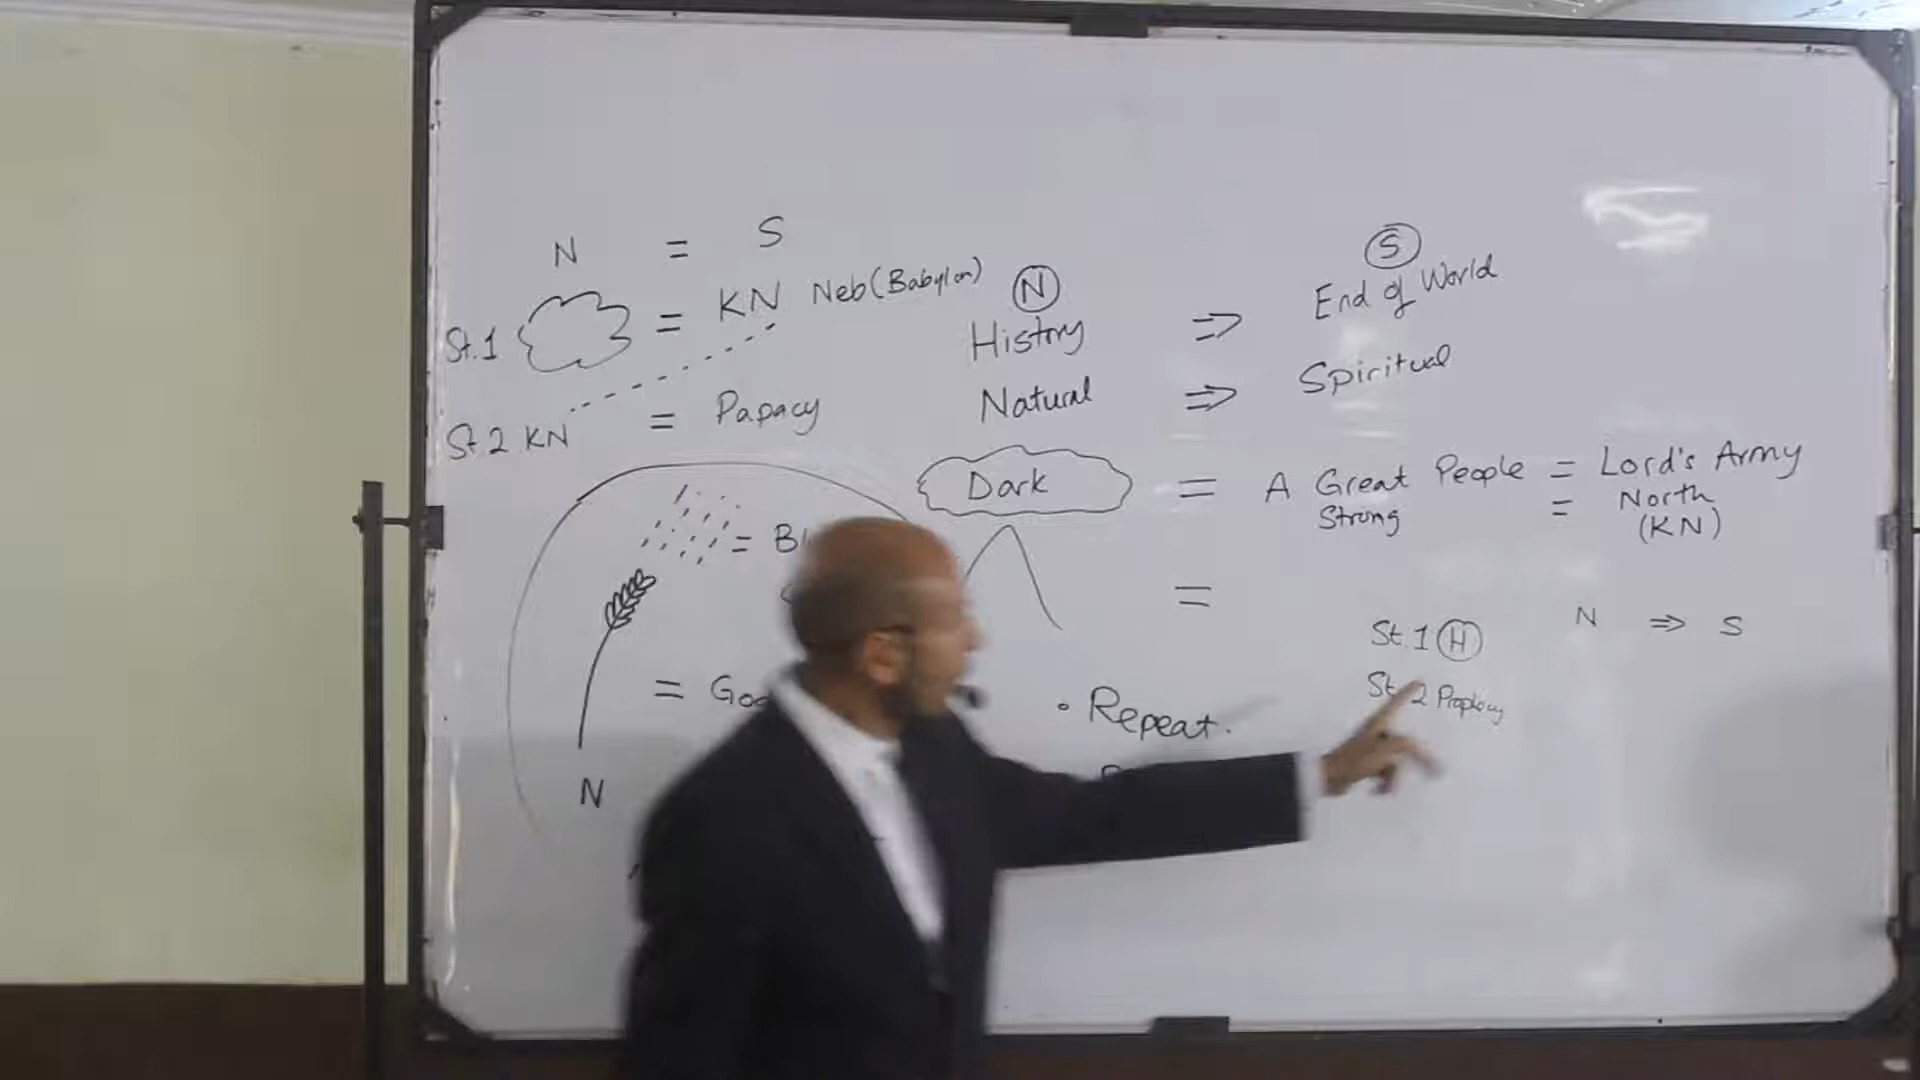 N = S
St.1 = KN Neb(Babylon)
St.2 KN = Papacy
= 
N
=
N
History => End of World
S
Natural => Spiritual
Dark = A Great People = Lord's Army
Strong = North
(KN)
=
St.1 H
St. 2 Prophecy
N => S
• Repeat.